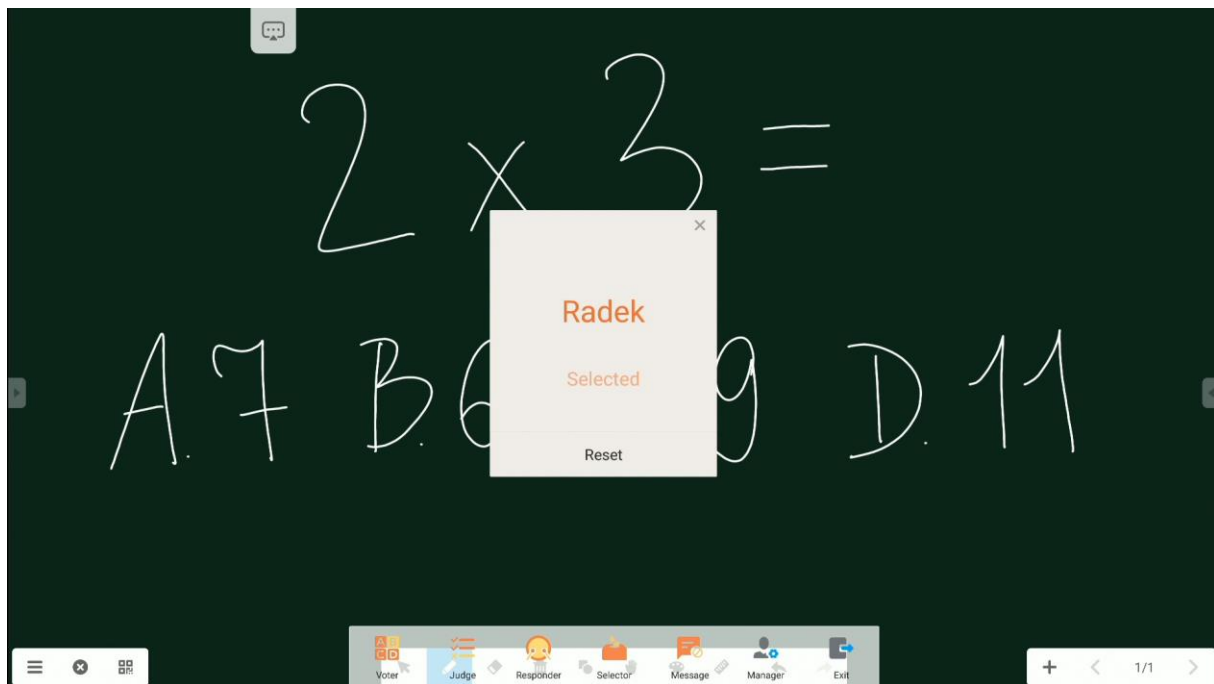 2 x 3 =
Radek
Selected
Reset
A. 7 B. 6 9 D. 11
A B
C D
Voter Judge Responder Selector Message Manager Exit
1/1